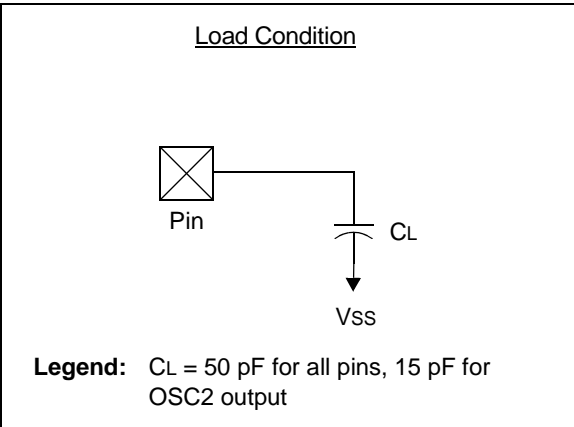 Load Condition
Pin
CL
VSS
Legend: CL = 50 pF for all pins, 15 pF for
OSC2 output